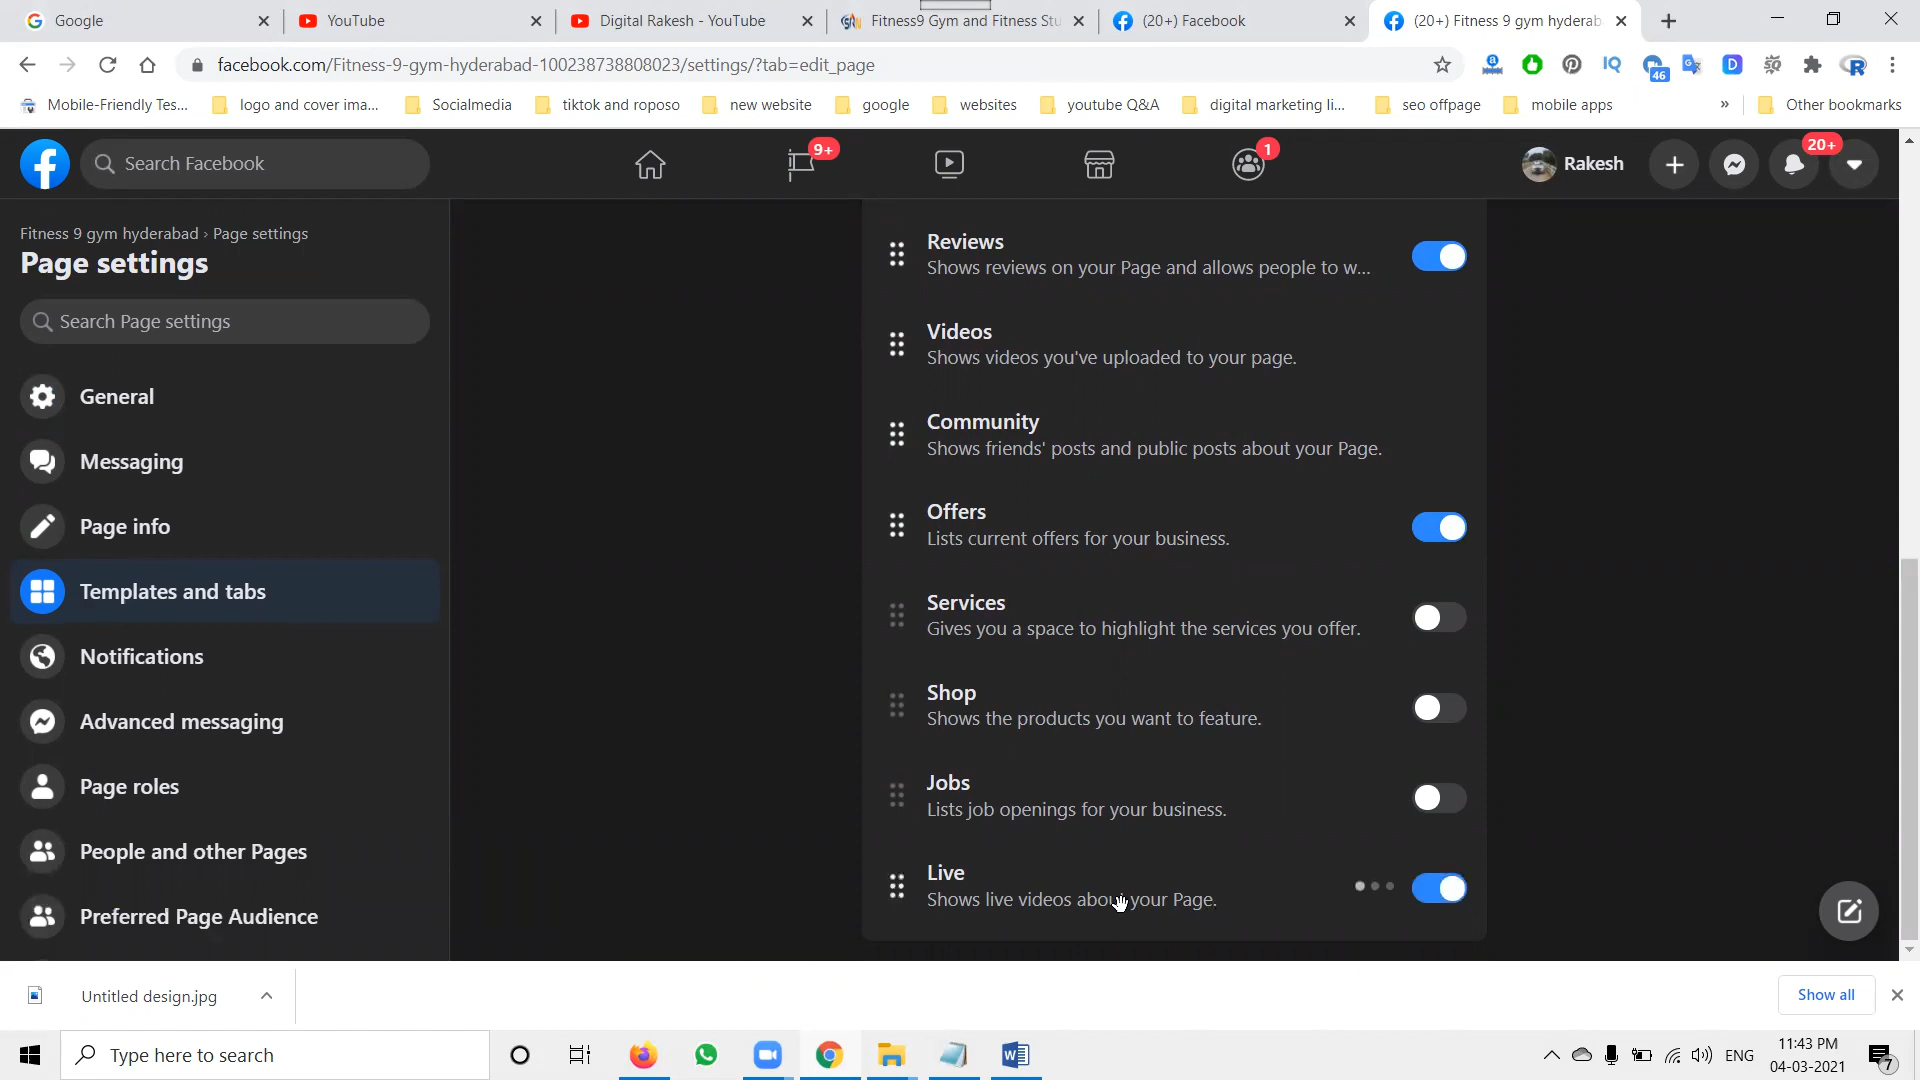 Google
YouTube
Digital Rakesh - YouTube
Fitness9 Gym and Fitness Stu
(20+) Facebook
(20+) Fitness 9 gym hyderab
facebook.com/Fitness-9-gym-hyderabad-100238738808023/settings/?tab=edit_page
46
Mobile-Friendly Tes...
logo and cover ima...
Socialmedia
tiktok and roposo
new website
google
websites
youtube Q&A
digital marketing li...
seo offpage
mobile apps
»
Other bookmarks
Search Facebook
9+
1
Rakesh
20+
Fitness 9 gym hyderabad › Page settings
Page settings
Search Page settings
General
Messaging
Page info
Templates and tabs
Notifications
Advanced messaging
Page roles
People and other Pages
Preferred Page Audience
Reviews
Shows reviews on your Page and allows people to w...
Videos
Shows videos you've uploaded to your page.
Community
Shows friends' posts and public posts about your Page.
Offers
Lists current offers for your business.
Services
Gives you a space to highlight the services you offer.
Shop
Shows the products you want to feature.
Jobs
Lists job openings for your business.
Live
Shows live videos about your Page.
Untitled design.jpg
Show all
Type here to search
ENG
11:43 PM
04-03-2021
7